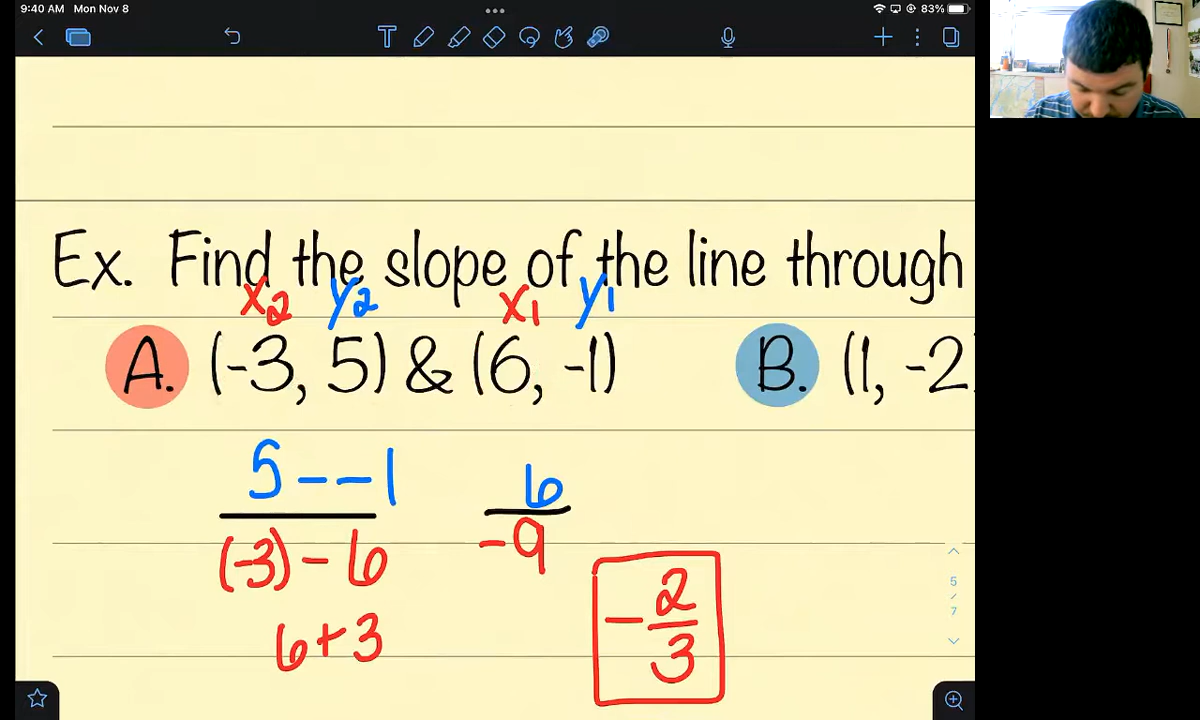 9:40 AM Mon Nov 8
83%
T
Ex. Find the slope of the line through
x2 y2 x1 y1
A. (-3, 5) & (6, -1)
B. (1, -2
5 - -1
(-3) - 6
6
-9
6+3
- 2
3
5
/
7